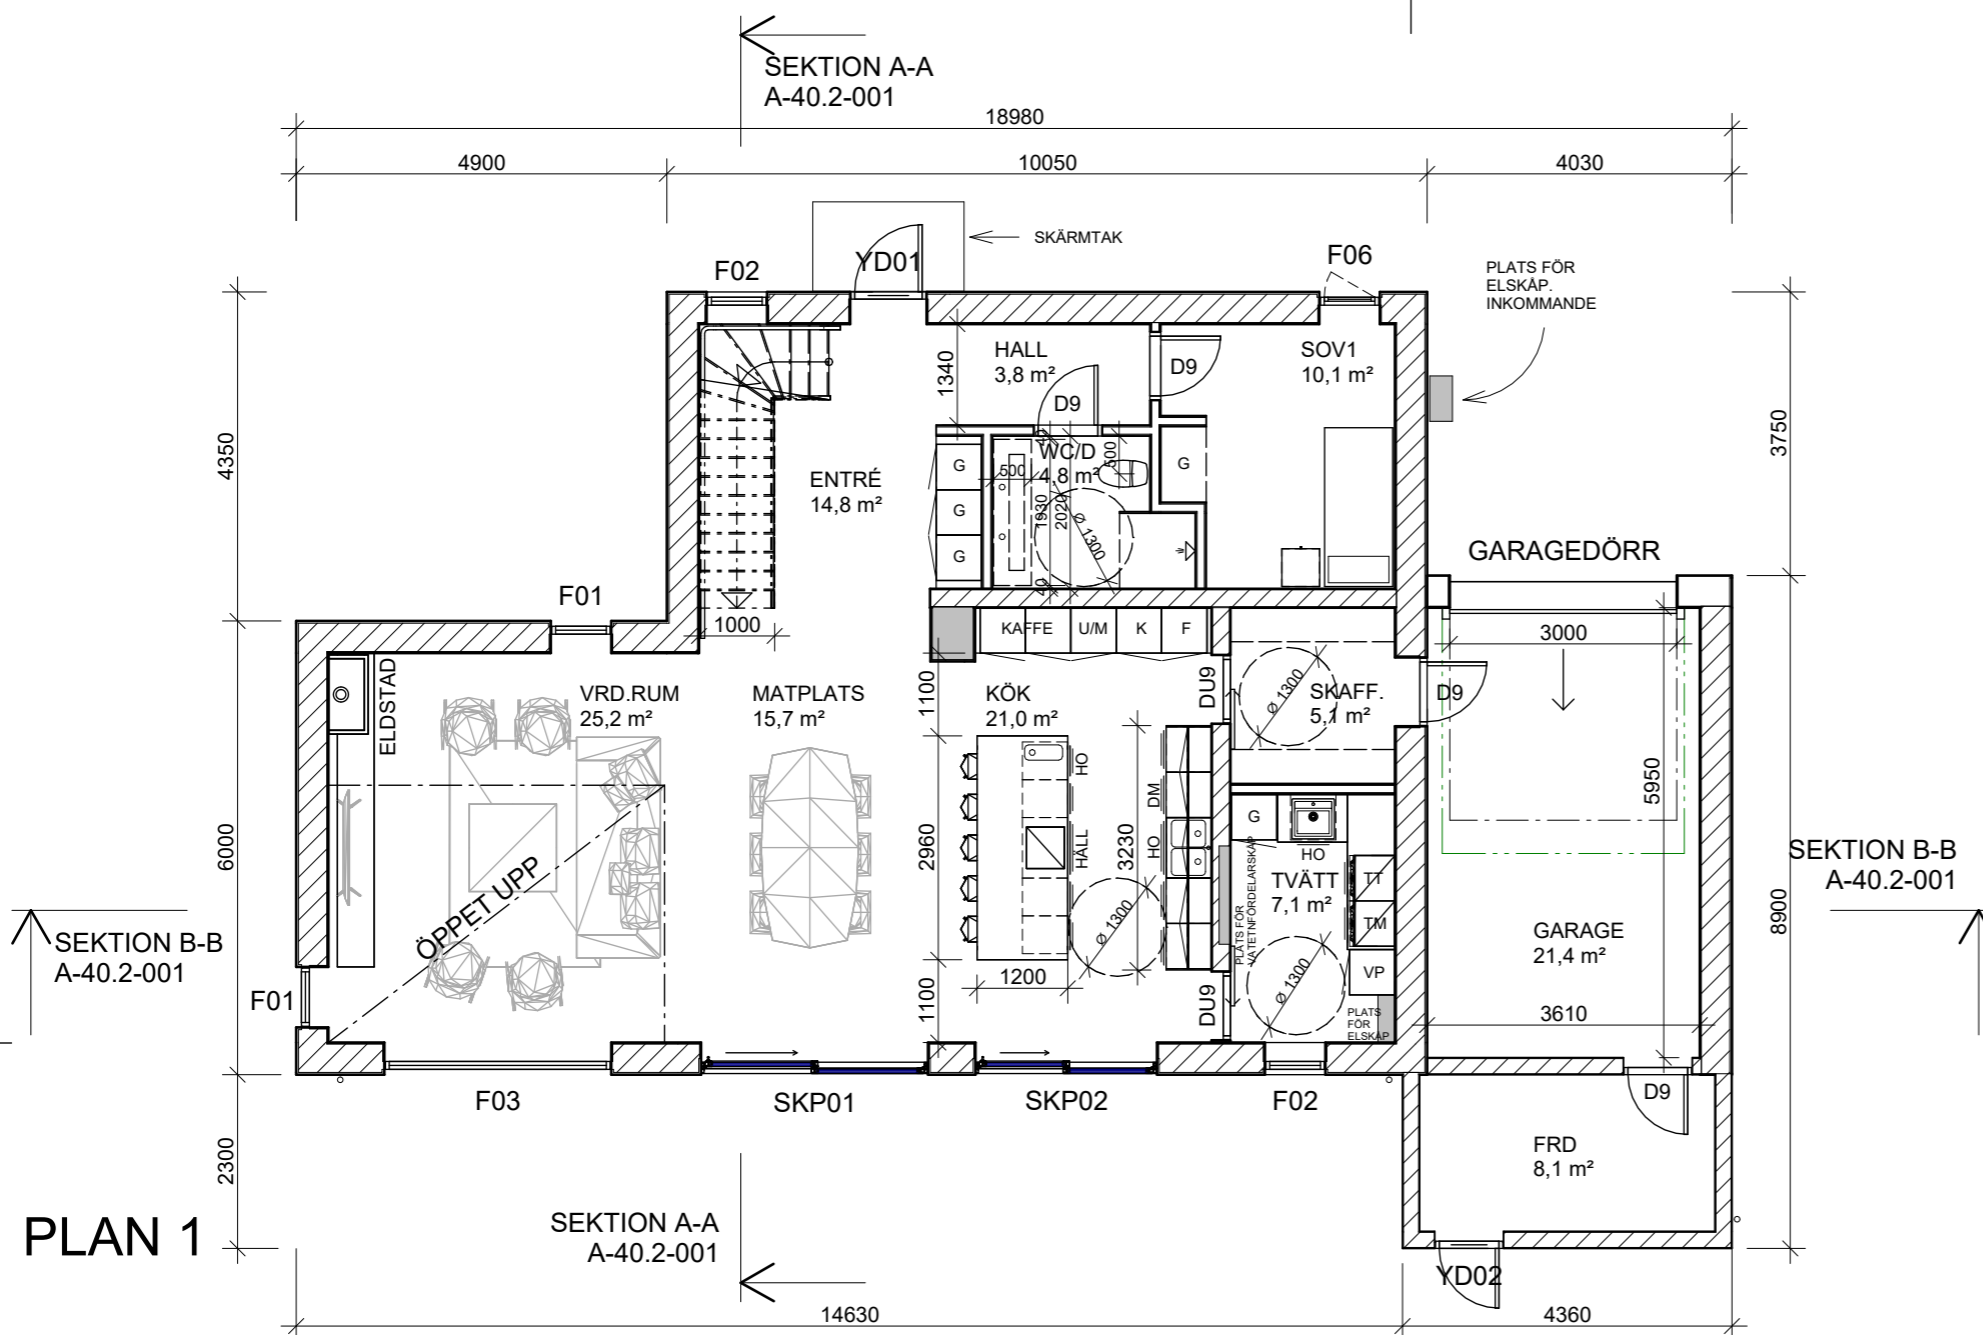 SEKTION A-A
A-40.2-001
18980
4900
10050
4030
SKÄRMTAK
YD01
F02
F06
PLATS FÖR
ELSKÅP.
INKOMMANDE
HALL
3,8 m²
1340
D9
D9
SOV1
10,1 m²
4350
3750
ENTRÉ
14,8 m²
G
G
G
G
WC/D
4,8 m²
40
500
500
1930
2020
Ø 1300
40
GARAGEDÖRR
F01
1000
KAFFE
U/M
K
F
3000
ELDSTAD
VRD.RUM
25,2 m²
MATPLATS
15,7 m²
1100
KÖK
21,0 m²
DU9
Ø 1300
SKAFF.
5,1 m²
D9
5950
6000
ÖPPET UPP
2960
HO
HÄLL
3230
DM
HO
Ø 1300
G
HO
PLATS FÖR
VATETNFÖRDELARSKÅP
TVÄTT
7,1 m²
TT
TM
VP
Ø 1300
PLATS
FÖR
ELSKÅP
SEKTION B-B
A-40.2-001
SEKTION B-B
A-40.2-001
GARAGE
21,4 m²
8900
F01
1200
1100
DU9
3610
F03
SKP01
SKP02
F02
D9
2300
FRD
8,1 m²
PLAN 1
SEKTION A-A
A-40.2-001
YD02
14630
4360